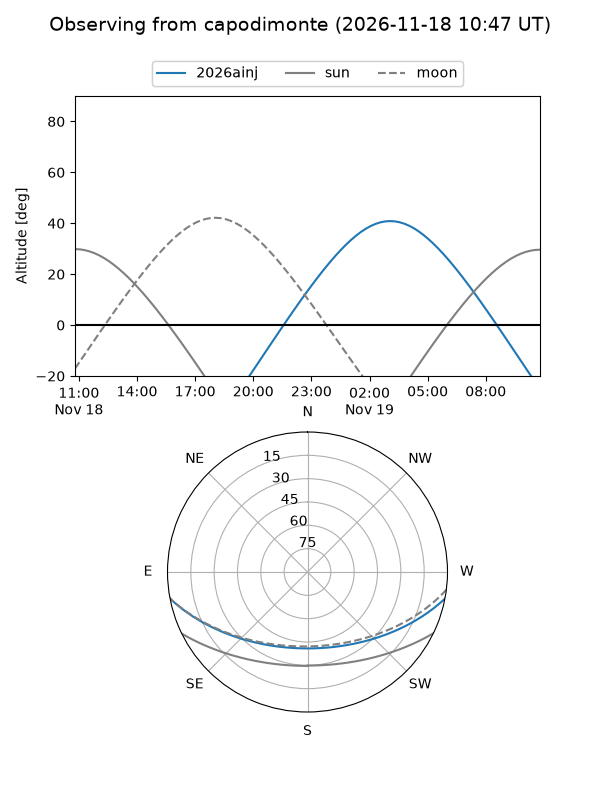 Observing from capodimonte (2026-11-18 10:47 UT)
2026ainj sun moon
Altitude [deg]
80
60
40
20
0
−20
11:00 14:00 17:00 20:00 23:00 02:00 05:00 08:00
Nov 18 Nov 19
N
NE NW
15
30
45
60
75
E W
SE SW
S